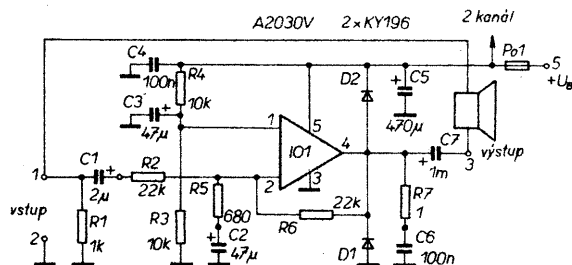 A2030V 2×KY196
2 kanál
C4
100n
R4
10k
C3
47µ
D2
C5
470µ
Po1
5
+U_B
1
5
IO1
4
C7
1m
výstup
3
1
C1
2µ
R2
22k
2
3
R5
680
22k
R6
R7
1
vstup
R1
1k
R3
10k
C2
47µ
D1
C6
100n
2